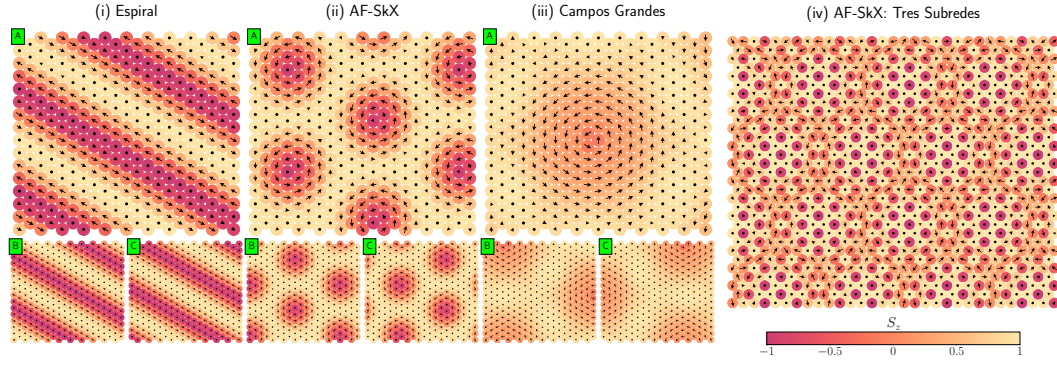 (i) Espiral
(ii) AF-SkX
(iii) Campos Grandes
(iv) AF-SkX: Tres Subredes
A
A
A
B
C
B
C
B
C
S_z
−1
−0.5
0
0.5
1